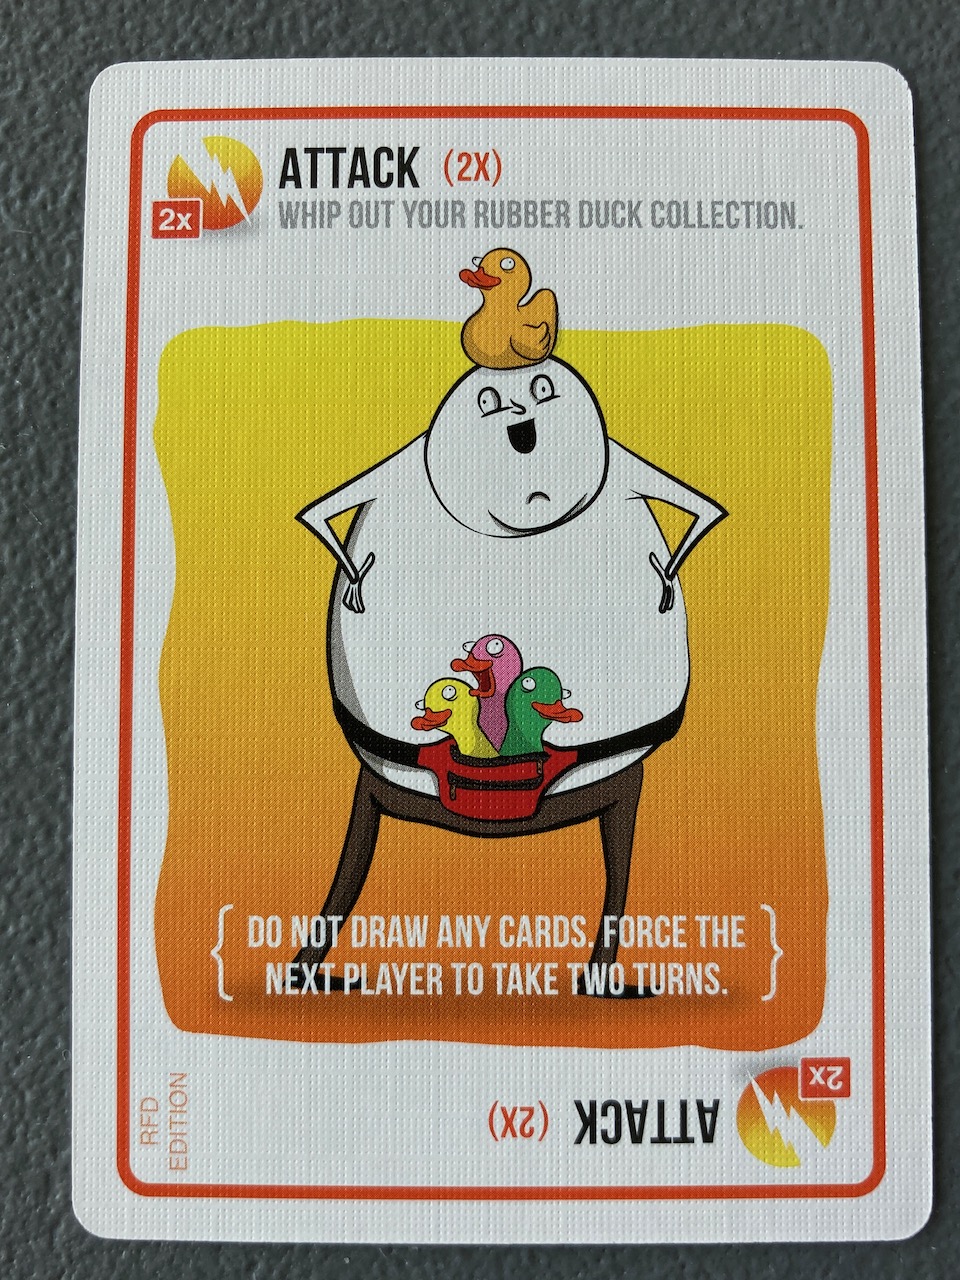 ATTACK (2X)
2x
WHIP OUT YOUR RUBBER DUCK COLLECTION.
{ DO NOT DRAW ANY CARDS. FORCE THE
NEXT PLAYER TO TAKE TWO TURNS. }
RFD
EDITION
ATTACK (2X)
2x